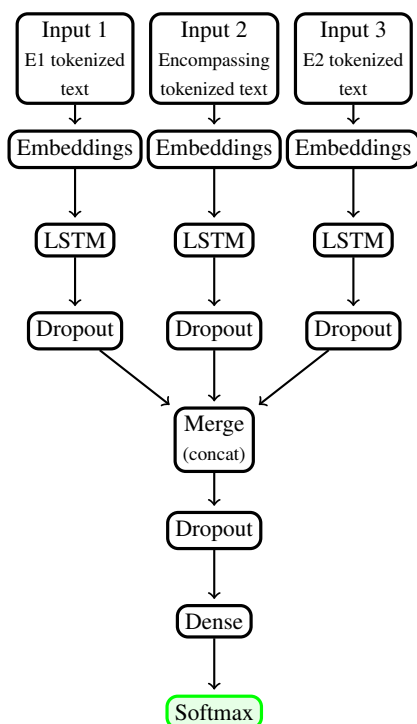 Input 1
E1 tokenized
text
Input 2
Encompassing
tokenized text
Input 3
E2 tokenized
text
Embeddings
Embeddings
Embeddings
LSTM
LSTM
LSTM
Dropout
Dropout
Dropout
Merge
(concat)
Dropout
Dense
Softmax